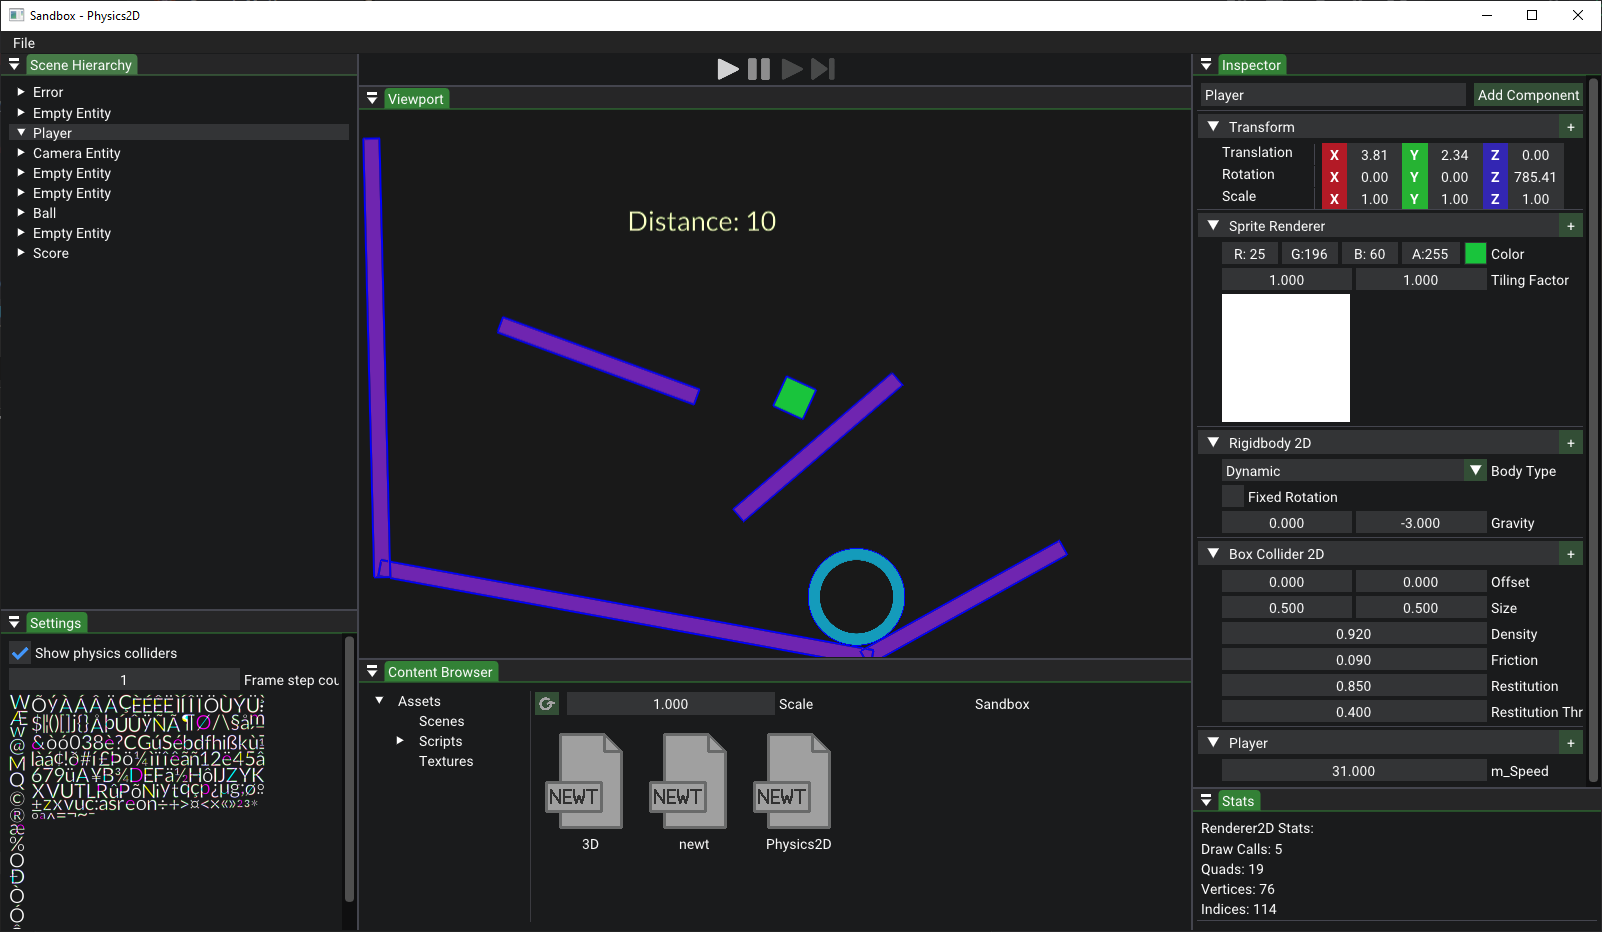 Sandbox - Physics2D
File
Scene Hierarchy
Error
Empty Entity
Player
Camera Entity
Empty Entity
Empty Entity
Ball
Empty Entity
Score
Settings
Show physics colliders
1 Frame step cou
Viewport
Distance: 10
Content Browser
Assets
Scenes
Scripts
Textures
1.000 Scale Sandbox
NEWT NEWT NEWT
3D newt Physics2D
Inspector
Player Add Component
Transform +
Translation X 3.81 Y 2.34 Z 0.00
Rotation X 0.00 Y 0.00 Z 785.41
Scale X 1.00 Y 1.00 Z 1.00
Sprite Renderer +
R: 25 G:196 B: 60 A:255 Color
1.000 1.000 Tiling Factor
Rigidbody 2D +
Dynamic Body Type
Fixed Rotation
0.000 -3.000 Gravity
Box Collider 2D +
0.000 0.000 Offset
0.500 0.500 Size
0.920 Density
0.090 Friction
0.850 Restitution
0.400 Restitution Thr
Player +
31.000 m_Speed
Stats
Renderer2D Stats:
Draw Calls: 5
Quads: 19
Vertices: 76
Indices: 114